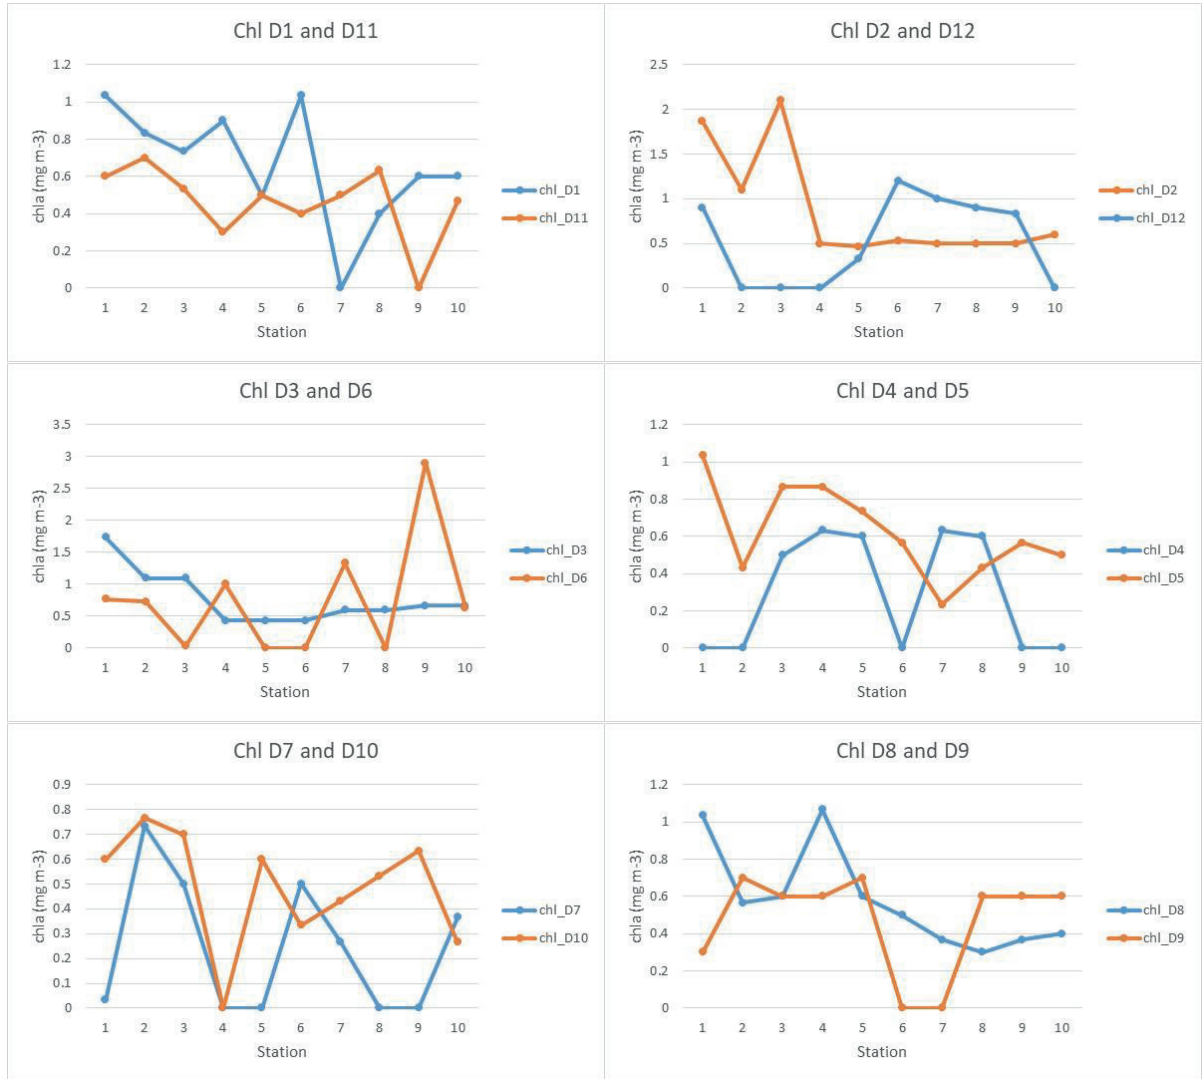 Chl D1 and D11
1.2
1
0.8
0.6
0.4
0.2
0
chla (mg m-3)
1 2 3 4 5 6 7 8 9 10
Station
chl_D1
chl_D11
Chl D2 and D12
2.5
2
1.5
1
0.5
0
chla (mg m-3)
1 2 3 4 5 6 7 8 9 10
Station
chl_D2
chl_D12
Chl D3 and D6
3.5
3
2.5
2
1.5
1
0.5
0
chla (mg m-3)
1 2 3 4 5 6 7 8 9 10
Station
chl_D3
chl_D6
Chl D4 and D5
1.2
1
0.8
0.6
0.4
0.2
0
chla (mg m-3)
1 2 3 4 5 6 7 8 9 10
Station
chl_D4
chl_D5
Chl D7 and D10
0.9
0.8
0.7
0.6
0.5
0.4
0.3
0.2
0.1
0
chla (mg m-3)
1 2 3 4 5 6 7 8 9 10
Station
chl_D7
chl_D10
Chl D8 and D9
1.2
1
0.8
0.6
0.4
0.2
0
chla (mg m-3)
1 2 3 4 5 6 7 8 9 10
Station
chl_D8
chl_D9